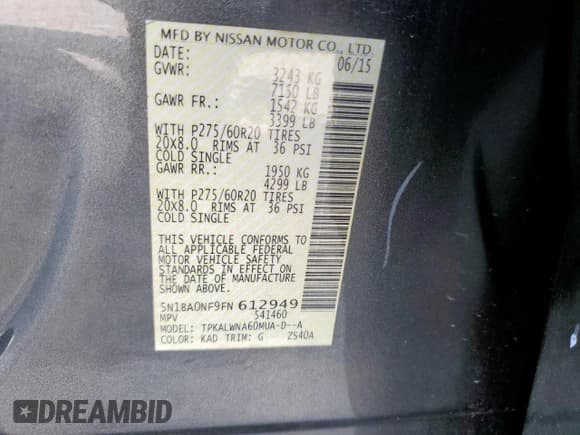 MFD BY NISSAN MOTOR CO., LTD.
DATE: 06/15
GVWR: 3243 KG
7150 LB
GAWR FR.: 1542 KG
3399 LB
WITH P275/60R20 TIRES
20X8.0 RIMS AT 36 PSI
COLD SINGLE
GAWR RR.: 1950 KG
4299 LB
WITH P275/60R20 TIRES
20X8.0 RIMS AT 36 PSI
COLD SINGLE
THIS VEHICLE CONFORMS TO
ALL APPLICABLE FEDERAL
MOTOR VEHICLE SAFETY
STANDARDS IN EFFECT ON
THE DATE OF MANUFACTURE
SHOWN ABOVE.
5N1BA0NF9FN 612949
MPV 541460
MODEL: TPKALWNA60MUA-D--A
COLOR: KAD TRIM: G ZS40A
DREAMBID